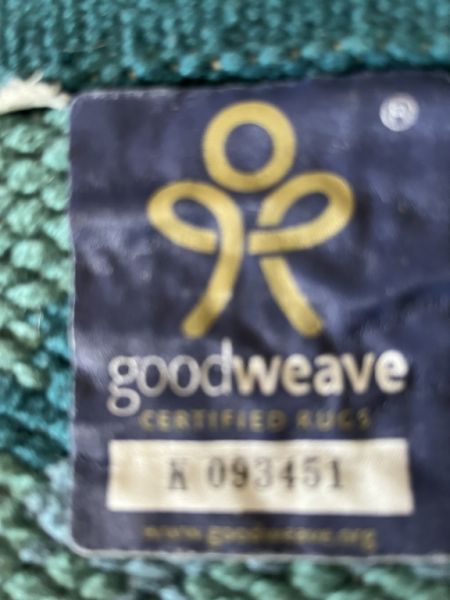 ®
goodweave
CERTIFIED RUGS
K 093451
www.goodweave.org